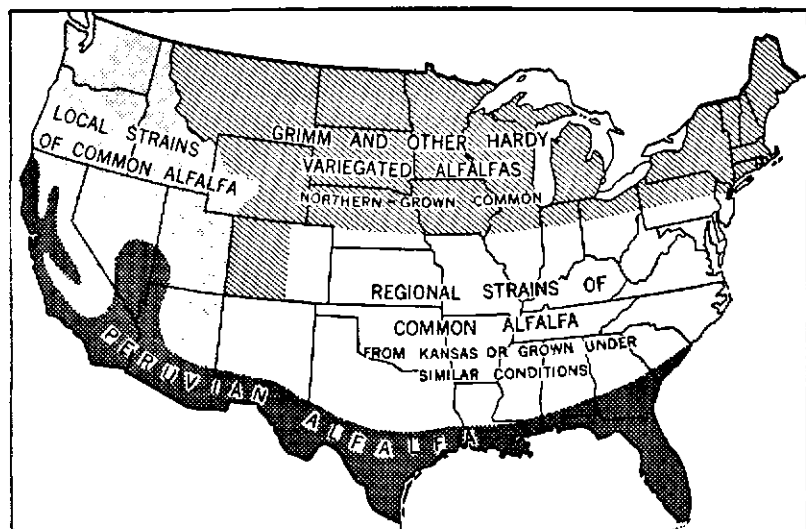 LOCAL STRAINS
OF COMMON ALFALFA
GRIMM AND OTHER HARDY
VARIEGATED ALFALFAS
NORTHERN-GROWN COMMON
REGIONAL STRAINS OF
COMMON ALFALFA
FROM KANSAS OR GROWN UNDER
SIMILAR CONDITIONS
PERUVIAN ALFALFA